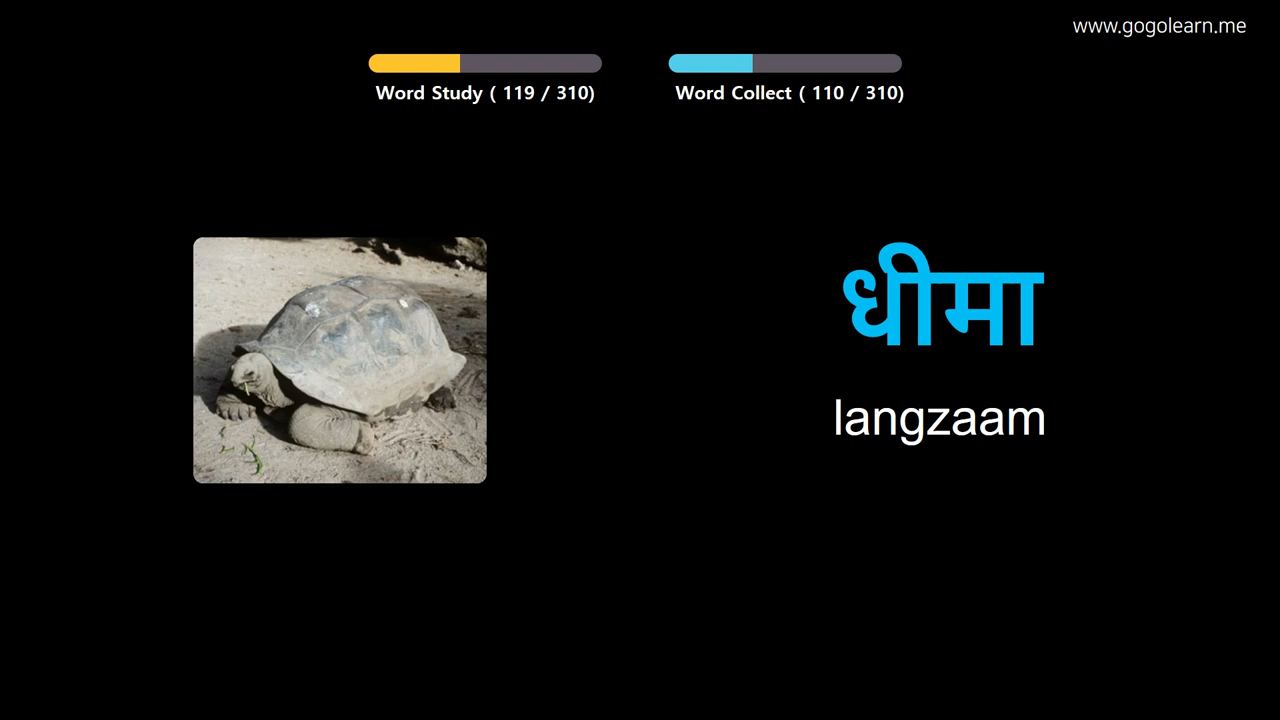 www.gogolearn.me
Word Study ( 119 / 310)
Word Collect ( 110 / 310)
धीमा
langzaam